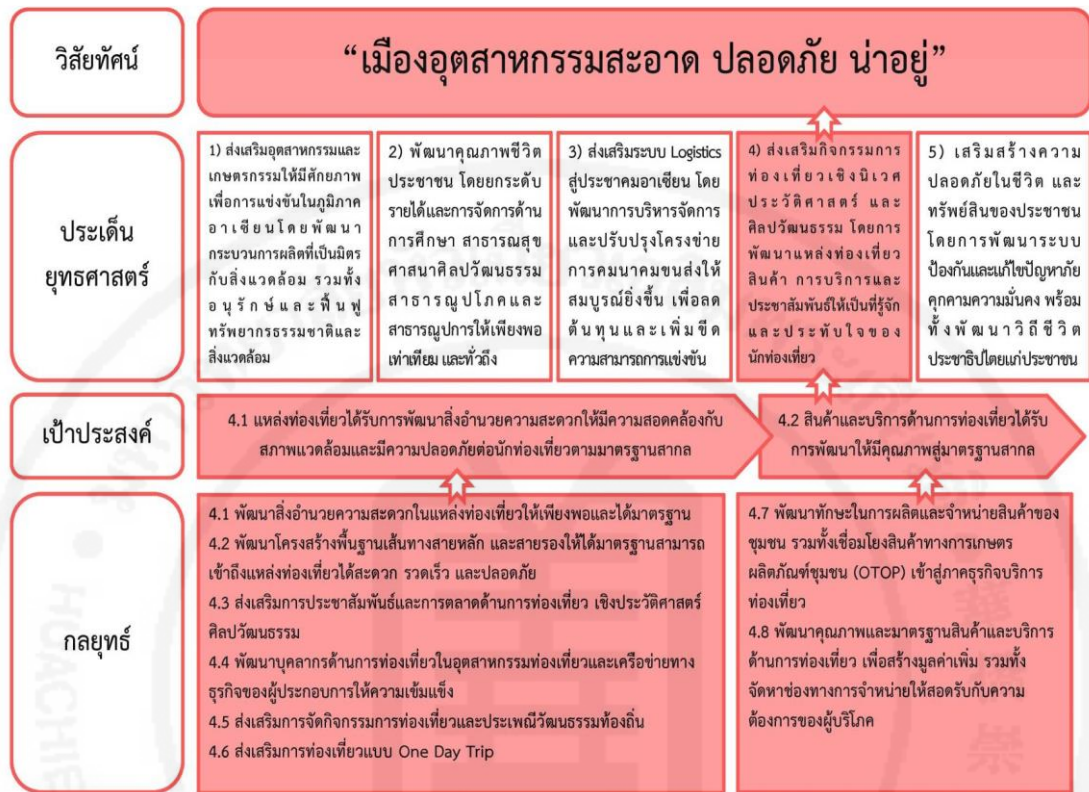 วิสัยทัศน์
“เมืองอุตสาหกรรมสะอาด ปลอดภัย น่าอยู่”
ประเด็น
ยุทธศาสตร์
1) ส่งเสริมอุตสาหกรรมและ
เกษตรกรรมให้มีศักยภาพ
เพื่อการแข่งขันในภูมิภาค
อาเซียนโดยพัฒนา
กระบวนการผลิตที่เป็นมิตร
กับสิ่งแวดล้อม รวมทั้ง
อนุรักษ์และฟื้นฟู
ทรัพยากรธรรมชาติและ
สิ่งแวดล้อม
2) พัฒนาคุณภาพชีวิต
ประชาชน โดยยกระดับ
รายได้และการจัดการด้าน
การศึกษา สาธารณสุข
ศาสนาศิลปวัฒนธรรม
สาธารณูปโภคและ
สาธารณูปการให้เพียงพอ
เท่าเทียม และทั่วถึง
3) ส่งเสริมระบบ Logistics
สู่ประชาคมอาเซียน โดย
พัฒนาการบริหารจัดการ
และปรับปรุงโครงข่าย
การคมนาคมขนส่งให้
สมบูรณ์ยิ่งขึ้น เพื่อลด
ต้นทุนและเพิ่มขีด
ความสามารถการแข่งขัน
4) ส่งเสริมกิจกรรมการ
ท่องเที่ยวเชิงนิเวศ
ประวัติศาสตร์ และ
ศิลปวัฒนธรรม โดยการ
พัฒนาแหล่งท่องเที่ยว
สินค้า การบริการและ
ประชาสัมพันธ์ให้เป็นที่รู้จัก
และประทับใจของ
นักท่องเที่ยว
5) เสริมสร้างความ
ปลอดภัยในชีวิต และ
ทรัพย์สินของประชาชน
โดยการพัฒนาระบบ
ป้องกันและแก้ไขปัญหาภัย
คุกคามความมั่นคง พร้อม
ทั้งพัฒนาวิถีชีวิต
ประชาธิปไตยแก่ประชาชน
เป้าประสงค์
4.1 แหล่งท่องเที่ยวได้รับการพัฒนาสิ่งอำนวยความสะดวกให้มีความสอดคล้องกับ
สภาพแวดล้อมและมีความปลอดภัยต่อนักท่องเที่ยวตามมาตรฐานสากล
4.2 สินค้าและบริการด้านการท่องเที่ยวได้รับ
การพัฒนาให้มีคุณภาพสู่มาตรฐานสากล
กลยุทธ์
4.1 พัฒนาสิ่งอำนวยความสะดวกในแหล่งท่องเที่ยวให้เพียงพอและได้มาตรฐาน
4.2 พัฒนาโครงสร้างพื้นฐานเส้นทางสายหลัก และสายรองให้ได้มาตรฐานสามารถ
เข้าถึงแหล่งท่องเที่ยวได้สะดวก รวดเร็ว และปลอดภัย
4.3 ส่งเสริมการประชาสัมพันธ์และการตลาดด้านการท่องเที่ยว เชิงประวัติศาสตร์
ศิลปวัฒนธรรม
4.4 พัฒนาบุคลากรด้านการท่องเที่ยวในอุตสาหกรรมท่องเที่ยวและเครือข่ายทาง
ธุรกิจของผู้ประกอบการให้ความเข้มแข็ง
4.5 ส่งเสริมการจัดกิจกรรมการท่องเที่ยวและประเพณีวัฒนธรรมท้องถิ่น
4.6 ส่งเสริมการท่องเที่ยวแบบ One Day Trip
4.7 พัฒนาทักษะในการผลิตและจำหน่ายสินค้าของ
ชุมชน รวมทั้งเชื่อมโยงสินค้าทางการเกษตร
ผลิตภัณฑ์ชุมชน (OTOP) เข้าสู่ภาคธุรกิจบริการ
ท่องเที่ยว
4.8 พัฒนาคุณภาพและมาตรฐานสินค้าและบริการ
ด้านการท่องเที่ยว เพื่อสร้างมูลค่าเพิ่ม รวมทั้ง
จัดหาช่องทางการจำหน่ายให้สอดรับกับความ
ต้องการของผู้บริโภค
HUACHIE